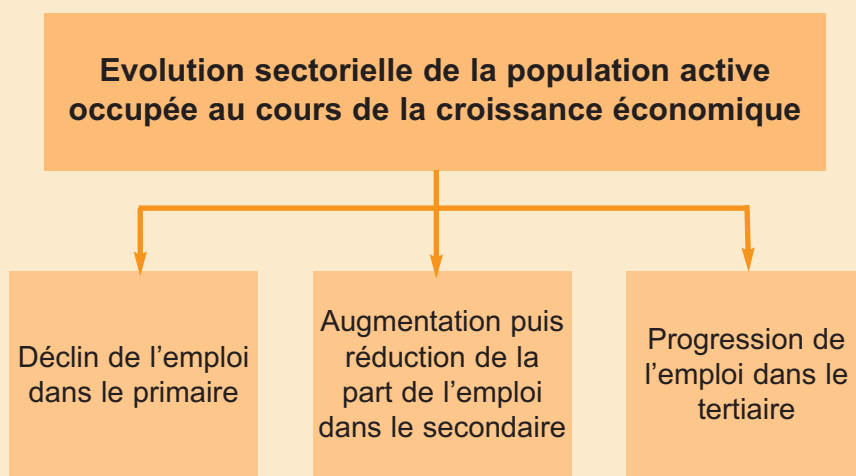 Evolution sectorielle de la population active
occupée au cours de la croissance économique
Déclin de l’emploi
dans le primaire
Augmentation puis
réduction de la
part de l’emploi
dans le secondaire
Progression de
l’emploi dans le
tertiaire